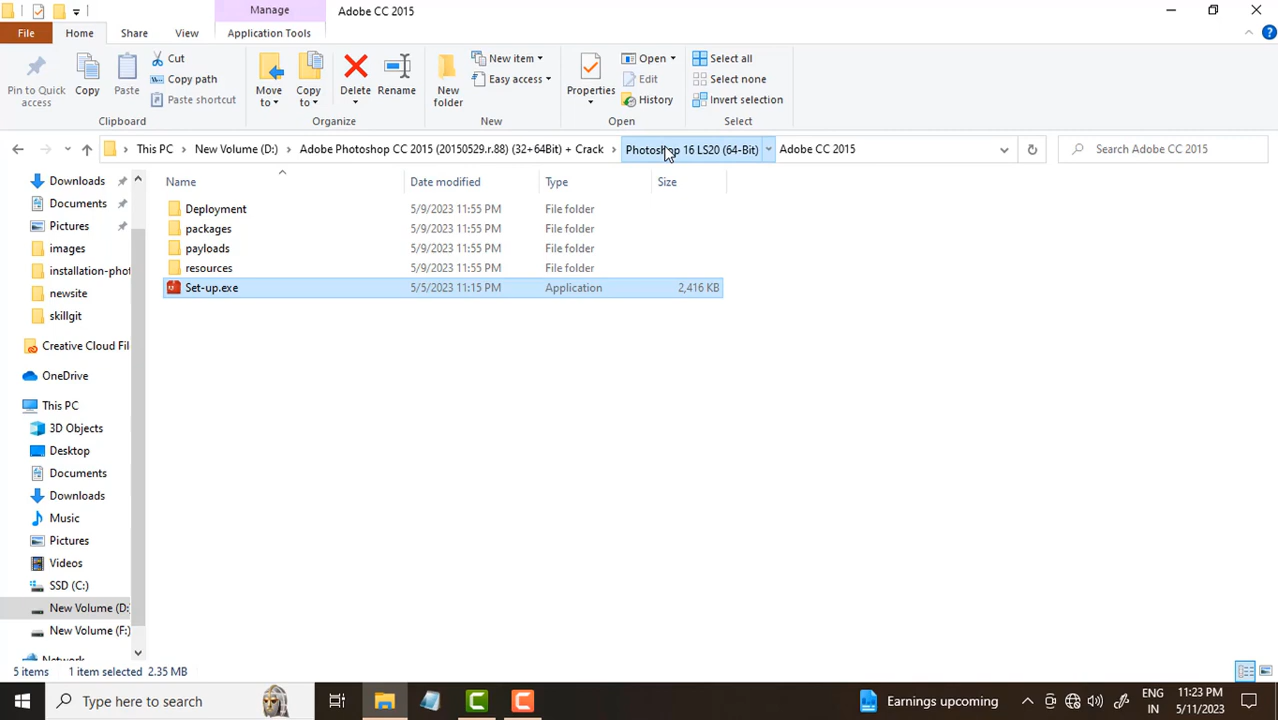 Manage
Adobe CC 2015
File
Home
Share
View
Application Tools
Pin to Quick access
Copy
Paste
Cut
Copy path
Paste shortcut
Clipboard
Move to
Copy to
Delete
Rename
Organize
New folder
New item
Easy access
New
Properties
Open
Edit
History
Open
Select all
Select none
Invert selection
Select
This PC
New Volume (D:)
Adobe Photoshop CC 2015 (20150529.r.88) (32+64Bit) + Crack
Photoshop 16 LS20 (64-Bit)
Adobe CC 2015
Search Adobe CC 2015
Name Date modified Type Size
Deployment 5/9/2023 11:55 PM File folder
packages 5/9/2023 11:55 PM File folder
payloads 5/9/2023 11:55 PM File folder
resources 5/9/2023 11:55 PM File folder
Set-up.exe 5/5/2023 11:15 PM Application 2,416 KB
Downloads
Documents
Pictures
images
installation-phot
newsite
skillgit
Creative Cloud Fil
OneDrive
This PC
3D Objects
Desktop
Documents
Downloads
Music
Pictures
Videos
SSD (C:)
New Volume (D:
New Volume (F:)
Network
5 items 1 item selected 2.35 MB
Type here to search
Earnings upcoming
ENG
IN
11:23 PM
5/11/2023